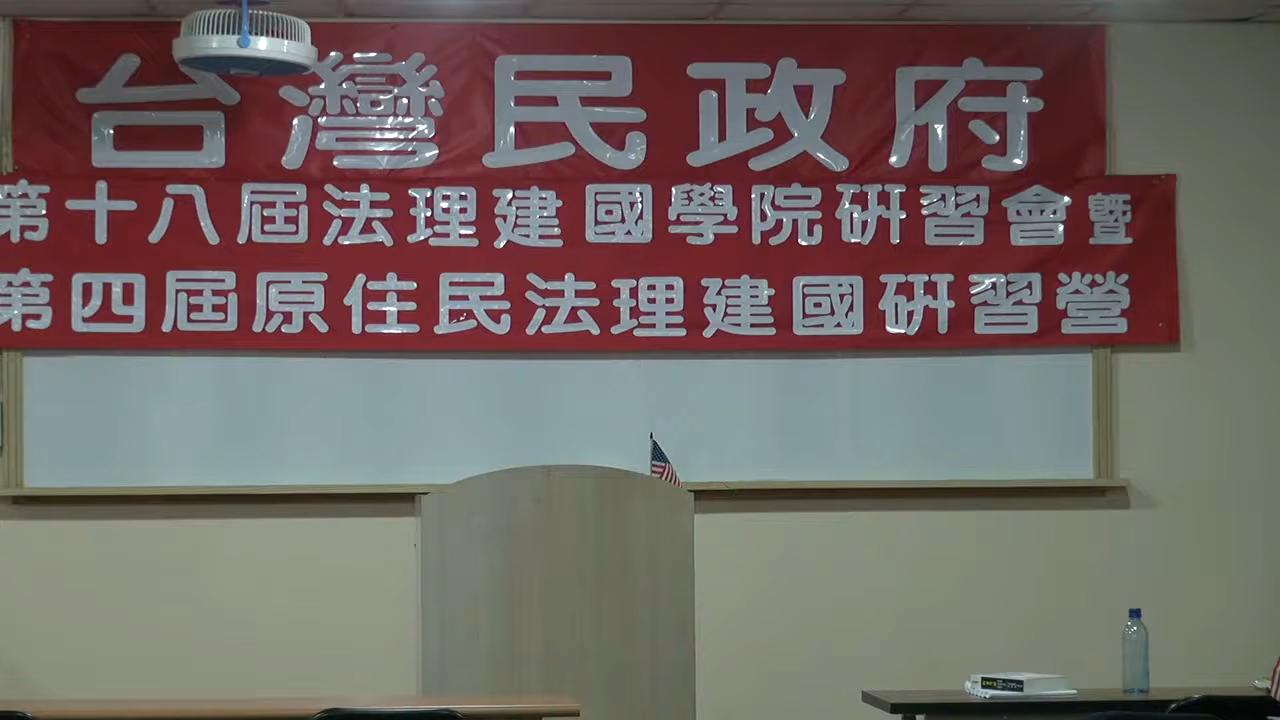 台灣民政府
第十八屆法理建國學院研習會暨
第四屆原住民法理建國研習營